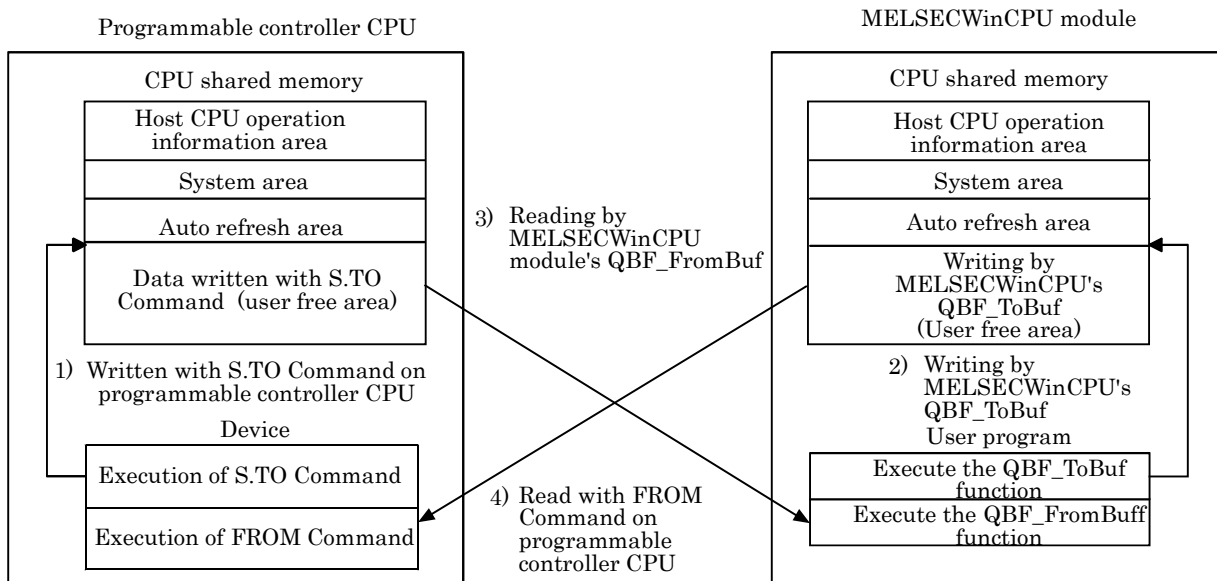 Programmable controller CPU
MELSECWinCPU module
CPU shared memory
Host CPU operation
information area
System area
Auto refresh area
Data written with S.TO
Command (user free area)
1) Written with S.TO Command on
programmable controller CPU
Device
Execution of S.TO Command
Execution of FROM Command
3) Reading by
MELSECWinCPU
module's QBF_FromBuf
4) Read with FROM
Command on
programmable
controller CPU
CPU shared memory
Host CPU operation
information area
System area
Auto refresh area
Writing by
MELSECWinCPU's
QBF_ToBuf
(User free area)
2) Writing by
MELSECWinCPU's
QBF_ToBuf
User program
Execute the QBF_ToBuf
function
Execute the QBF_FromBuff
function